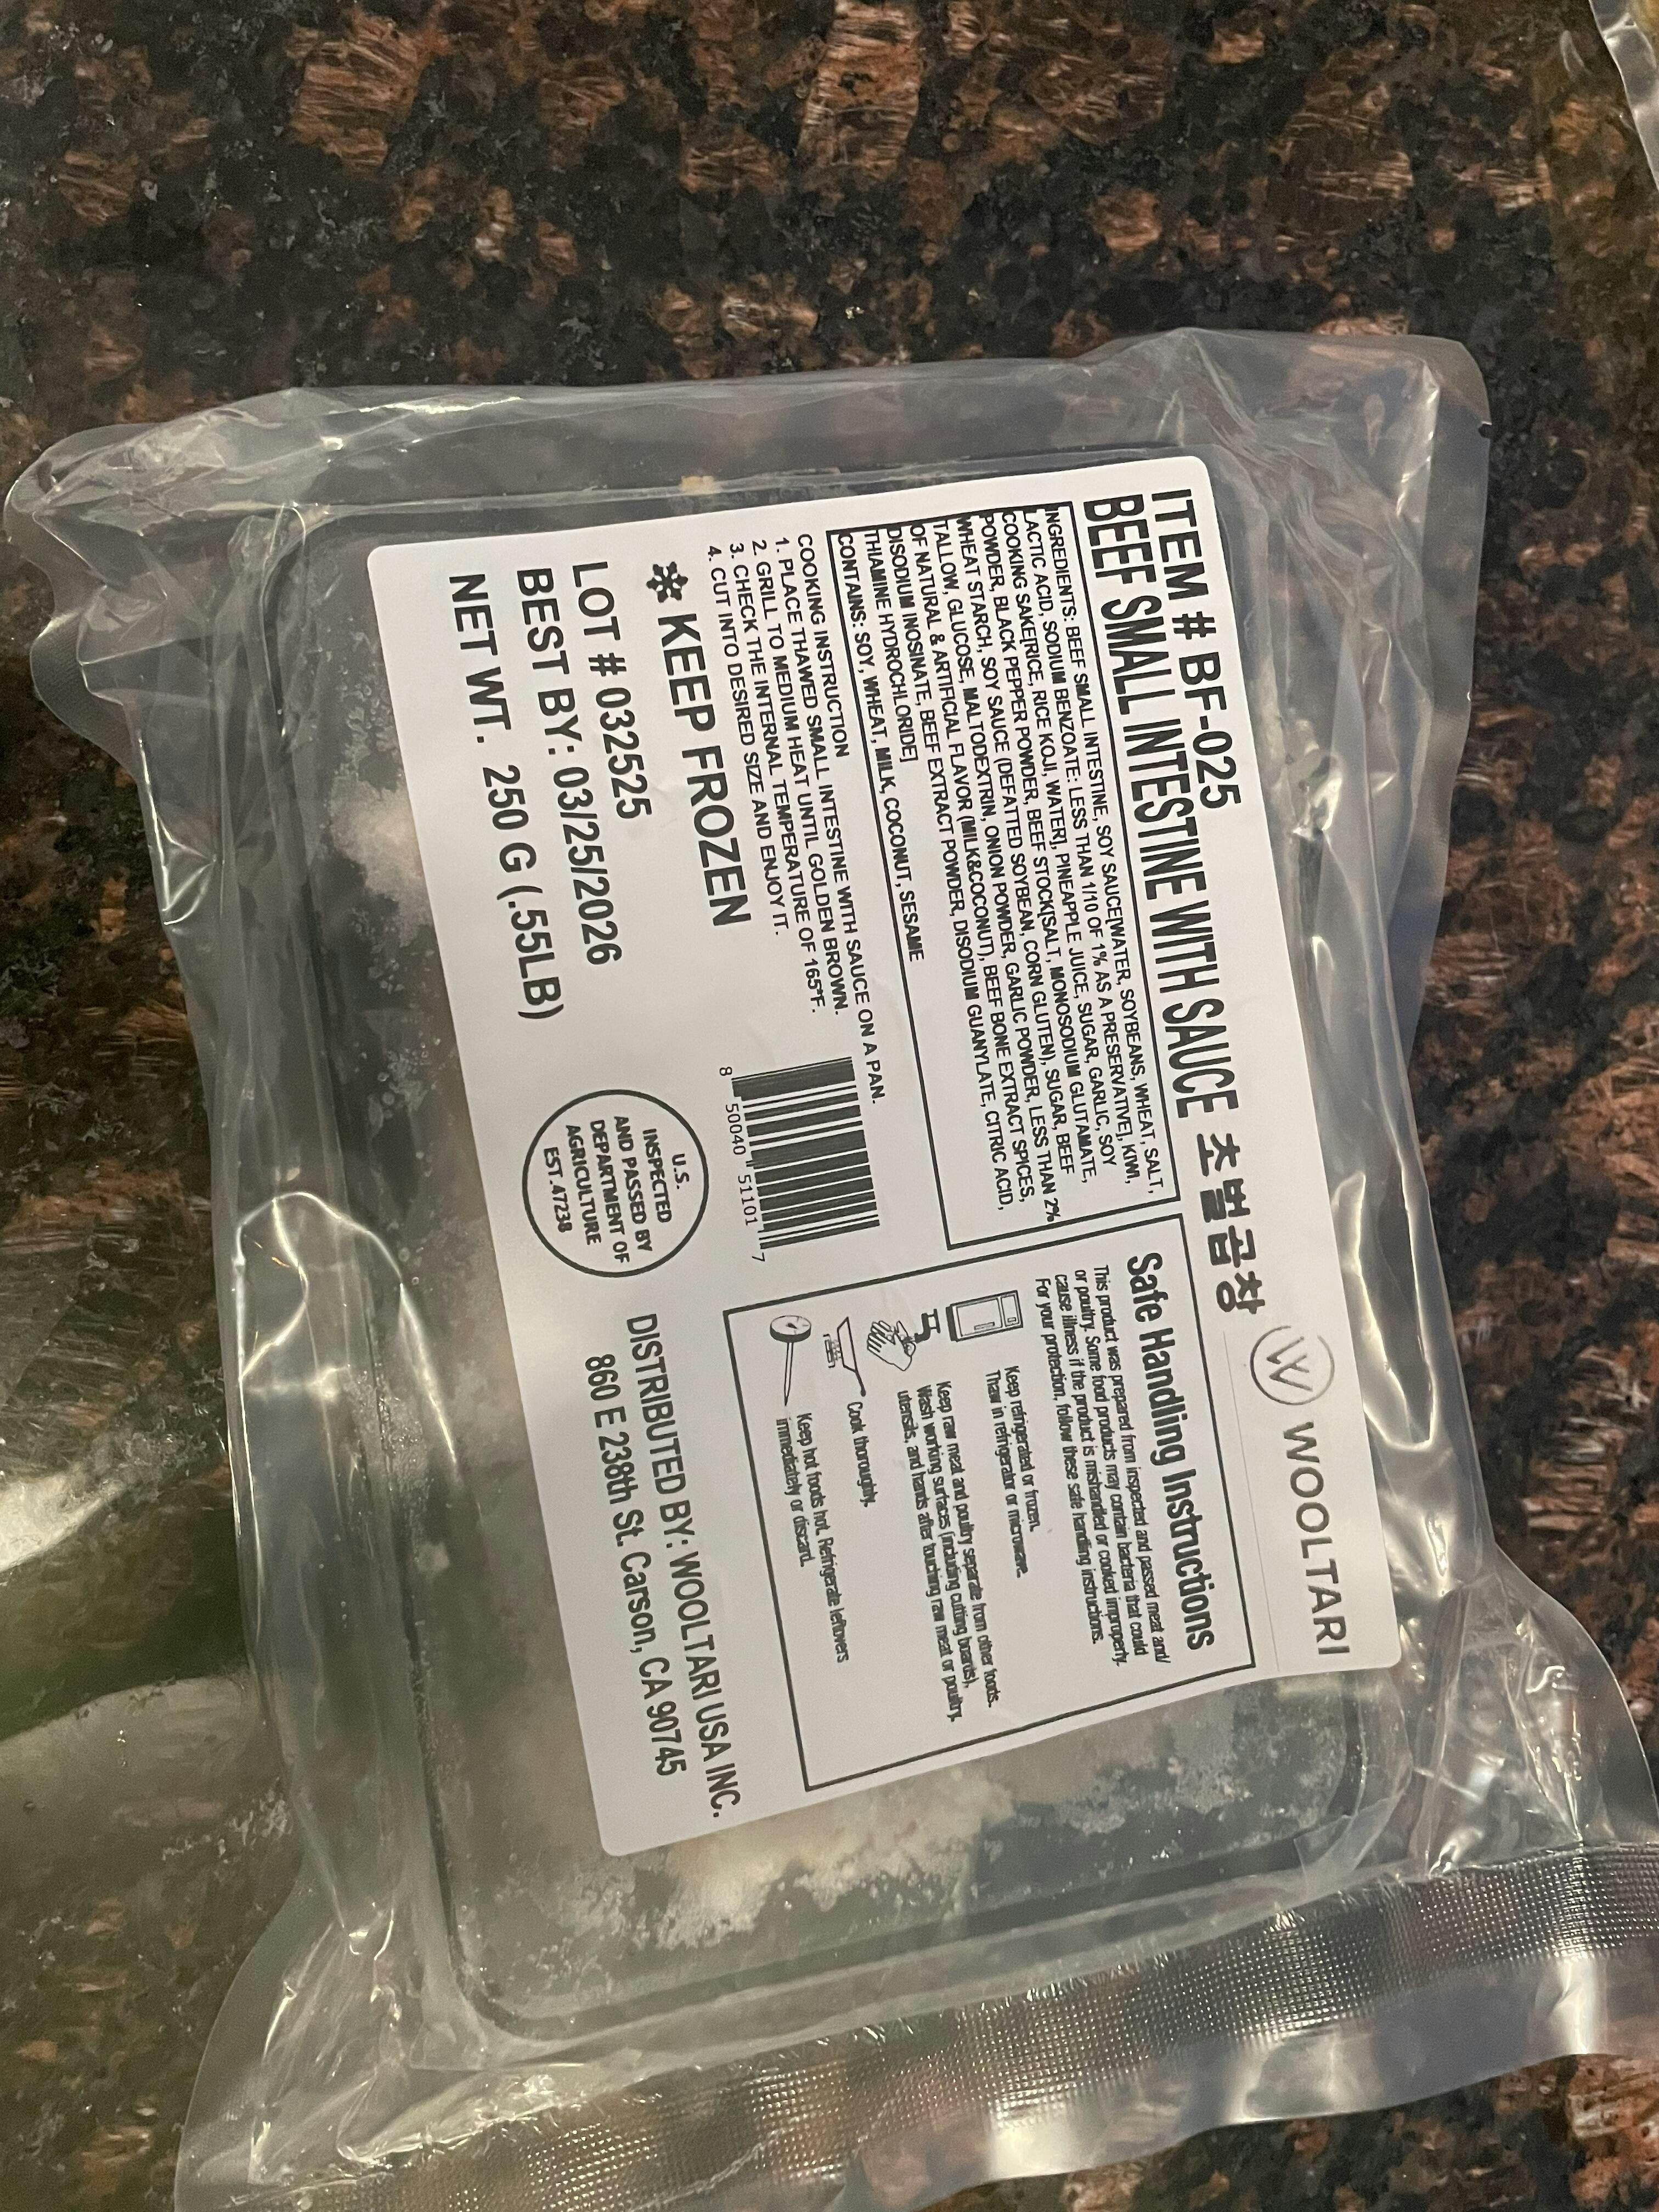 ITEM # BF-025
BEEF SMALL INTESTINE WITH SAUCE 초벌곱창
WOOLTARI
INGREDIENTS: BEEF SMALL INTESTINE, SOY SAUCE[WATER, SOYBEANS, WHEAT, SALT,
LACTIC ACID, SODIUM BENZOATE: LESS THAN 1/10 OF 1% AS A PRESERVATIVE], KIWI,
COOKING SAKE[RICE, RICE KOJI, WATER], PINEAPPLE JUICE, SUGAR, GARLIC, SOY
POWDER, BLACK PEPPER POWDER, BEEF STOCK[SALT, MONOSODIUM GLUTAMATE,
WHEAT STARCH, SOY SAUCE (DEFATTED SOYBEAN, CORN GLUTEN), SUGAR, BEEF
TALLOW, GLUCOSE, MALTODEXTRIN, ONION POWDER, GARLIC POWDER, LESS THAN 2%
OF NATURAL & ARTIFICIAL FLAVOR (MILK&COCONUT), BEEF BONE EXTRACT SPICES,
DISODIUM INOSINATE, BEEF EXTRACT POWDER, DISODIUM GUANYLATE, CITRIC ACID,
THIAMINE HYDROCHLORIDE]
CONTAINS: SOY, WHEAT, MILK, COCONUT, SESAME
COOKING INSTRUCTION
1. PLACE THAWED SMALL INTESTINE WITH SAUCE ON A PAN.
2. GRILL TO MEDIUM HEAT UNTIL GOLDEN BROWN.
3. CHECK THE INTERNAL TEMPERATURE OF 165°F.
4. CUT INTO DESIRED SIZE AND ENJOY IT.
KEEP FROZEN
LOT # 032525
BEST BY: 03/25/2026
NET WT. 250 G (.55LB)
8 50040 51101 7
U.S.
INSPECTED
AND PASSED BY
DEPARTMENT OF
AGRICULTURE
EST. 47238
Safe Handling Instructions
This product was prepared from inspected and passed meat and/
or poultry. Some food products may contain bacteria that could
cause illness if the product is mishandled or cooked improperly.
For your protection, follow these safe handling instructions.
Keep refrigerated or frozen.
Thaw in refrigerator or microwave.
Keep raw meat and poultry separate from other foods.
Wash working surfaces (including cutting boards),
utensils, and hands after touching raw meat or poultry.
Cook thoroughly.
Keep hot foods hot. Refrigerate leftovers
immediately or discard.
DISTRIBUTED BY: WOOLTARI USA INC.
860 E 238th St. Carson, CA 90745